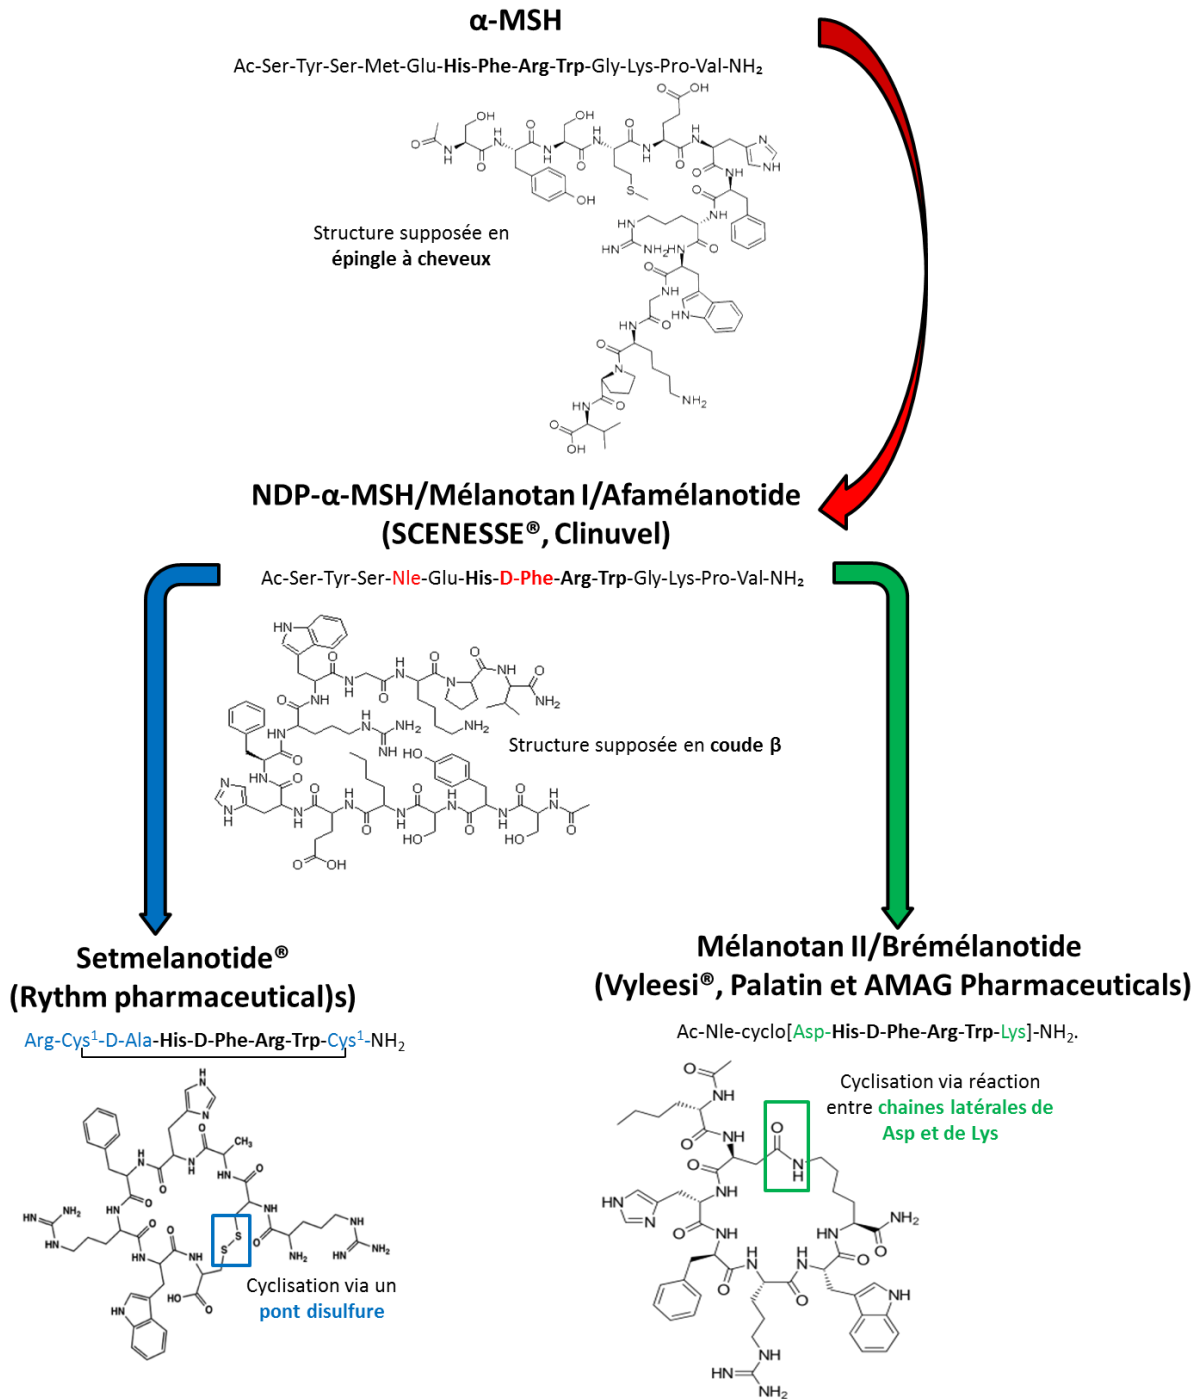 α-MSH
Ac-Ser-Tyr-Ser-Met-Glu-His-Phe-Arg-Trp-Gly-Lys-Pro-Val-NH₂
Structure supposée en
épingle à cheveux
NDP-α-MSH/Mélanotan I/Afamélanotide
(SCENESSE®, Clinuvel)
Ac-Ser-Tyr-Ser-Nle-Glu-His-D-Phe-Arg-Trp-Gly-Lys-Pro-Val-NH₂
Structure supposée en coude β
Setmelanotide®
(Rythm pharmaceutical)s)
Arg-Cys¹-D-Ala-His-D-Phe-Arg-Trp-Cys¹-NH₂
Cyclisation via un
pont disulfure
Mélanotan II/Brémélanotide
(Vyleesi®, Palatin et AMAG Pharmaceuticals)
Ac-Nle-cyclo[Asp-His-D-Phe-Arg-Trp-Lys]-NH₂.
Cyclisation via réaction
entre chaines latérales de
Asp et de Lys